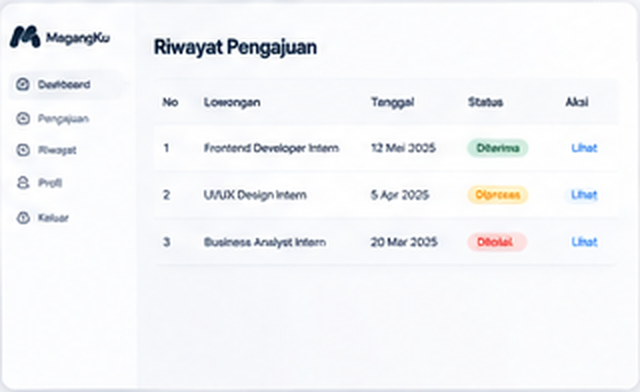 MagangKu
Dashboard
Pengajuan
Riwayat
Profil
Keluar
Riwayat Pengajuan
No Lowongan Tanggal Status Aksi
1 Frontend Developer Intern 12 Mei 2025 Diterima Lihat
2 UI/UX Design Intern 5 Apr 2025 Diproses Lihat
3 Business Analyst Intern 20 Mar 2025 Ditolak Lihat